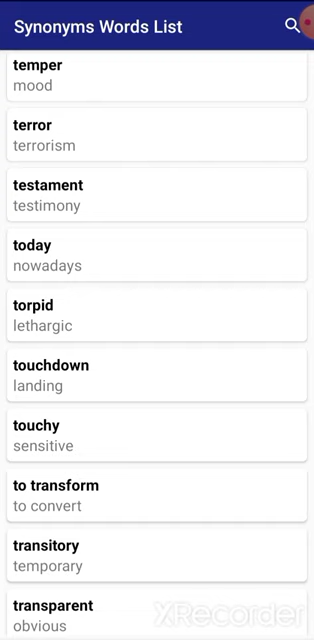 Synonyms Words List
temper
mood
terror
terrorism
testament
testimony
today
nowadays
torpid
lethargic
touchdown
landing
touchy
sensitive
to transform
to convert
transitory
temporary
transparent
obvious
XRecorder